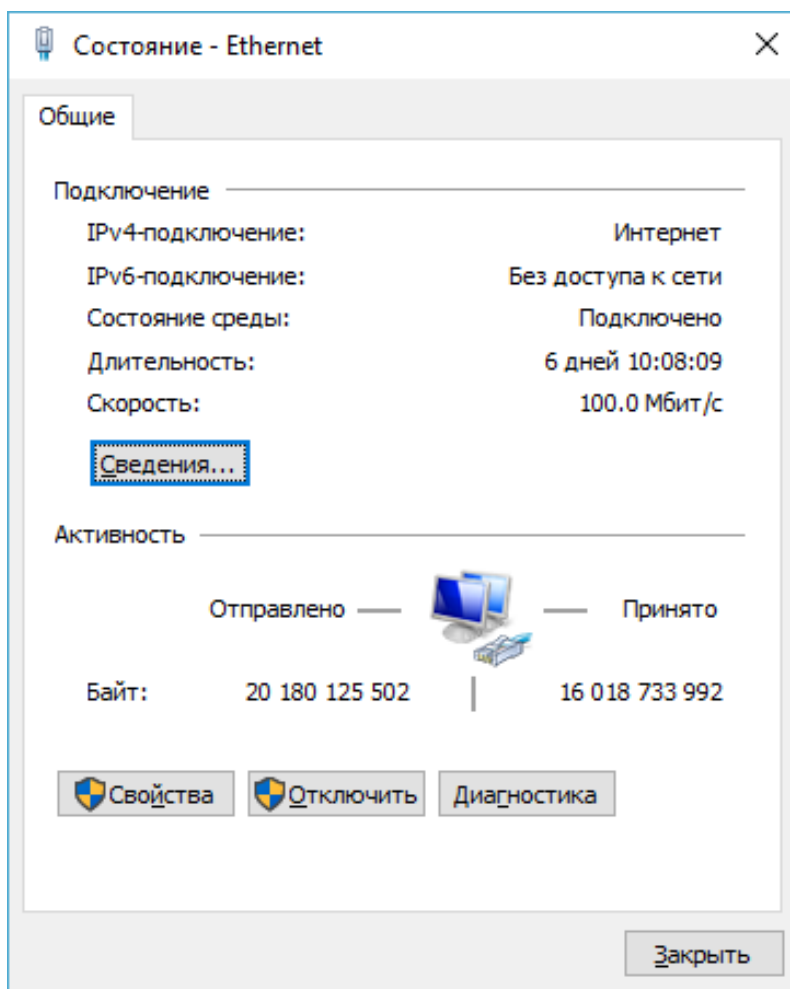 Состояние - Ethernet
Общие
Подключение
IPv4-подключение: Интернет
IPv6-подключение: Без доступа к сети
Состояние среды: Подключено
Длительность: 6 дней 10:08:09
Скорость: 100.0 Мбит/с
Сведения...
Активность
Отправлено Принято
Байт: 20 180 125 502 16 018 733 992
Свойства Отключить Диагностика
Закрыть